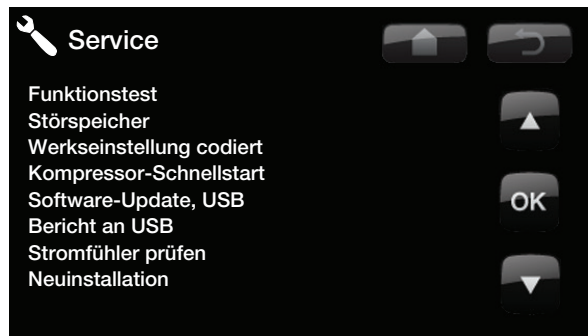 Service
Funktionstest
Störspeicher
Werkseinstellung codiert
Kompressor-Schnellstart
Software-Update, USB
Bericht an USB
Stromfühler prüfen
Neuinstallation
OK